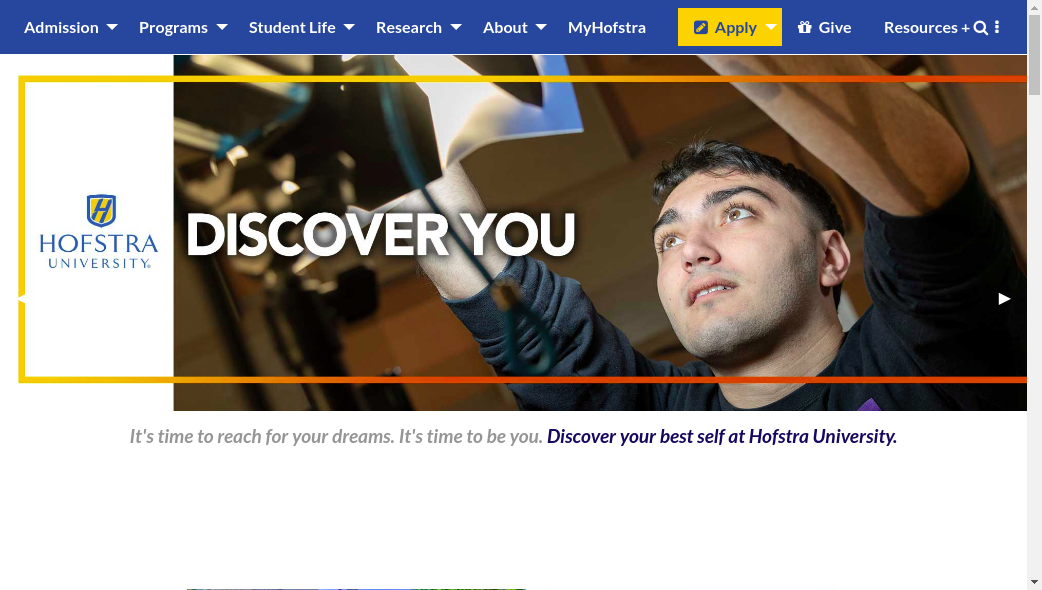 Admission Programs Student Life Research About MyHofstra Apply Give Resources +
DISCOVER YOU
HOFSTRA
UNIVERSITY®
It's time to reach for your dreams. It's time to be you. Discover your best self at Hofstra University.